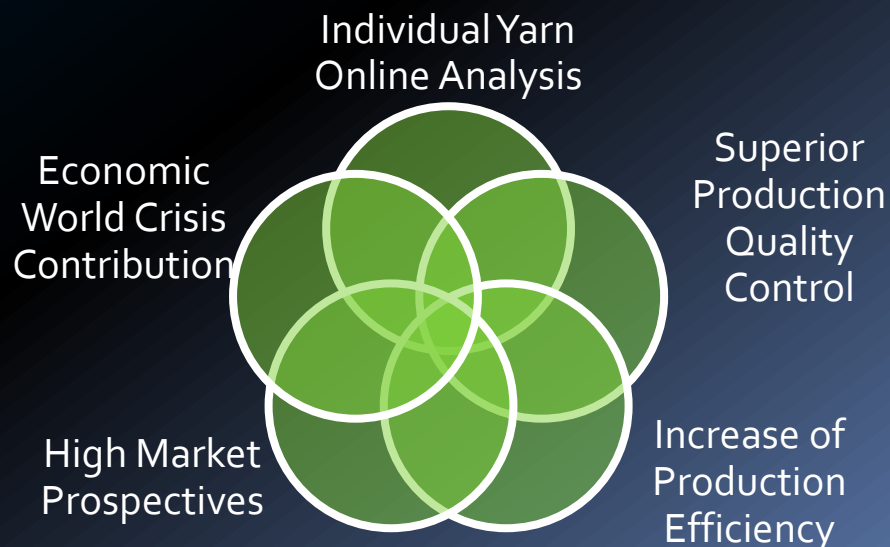 Individual Yarn
Online Analysis
Superior
Production
Quality
Control
Increase of
Production
Efficiency
High Market
Prospectives
Economic
World Crisis
Contribution